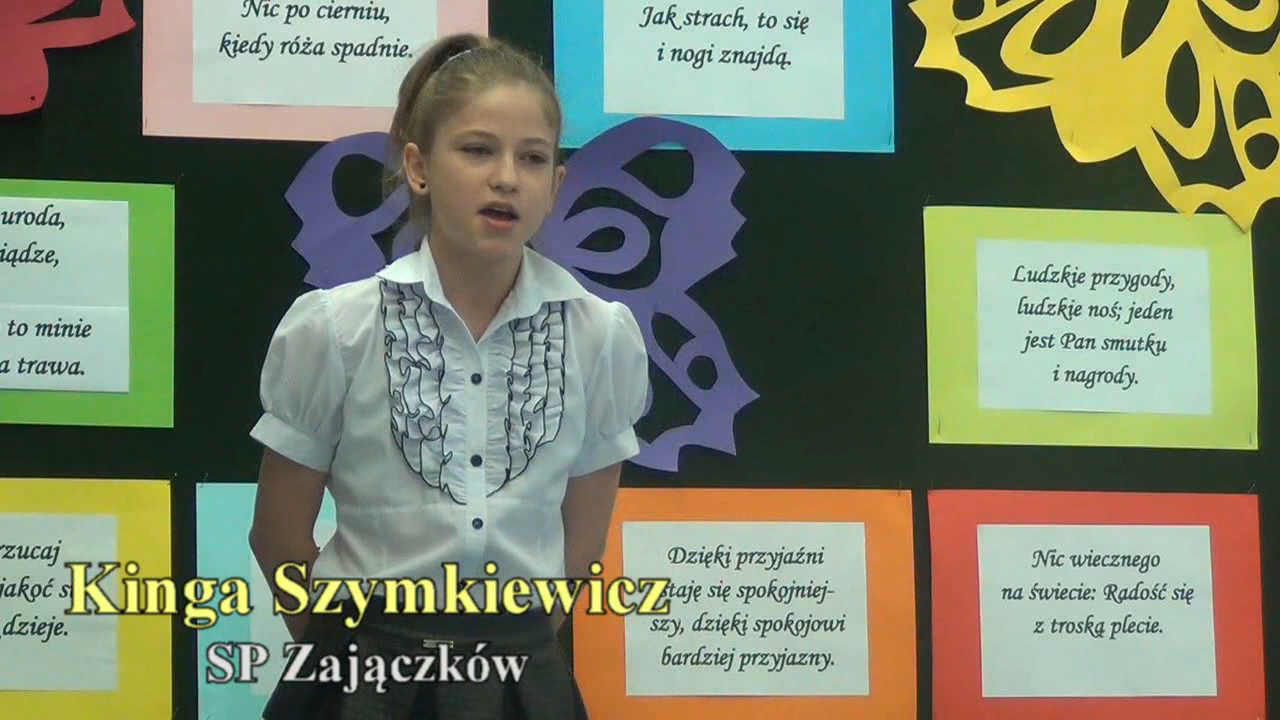 Nic po cierniu,
kiedy róża spadnie.
Jak strach, to się
i nogi znajdą.
uroda,
to minie
trawa.
Ludzkie przygody,
ludzkie noś; jeden
jest Pan smutku
i nagrody.
dzieje.
Dzięki przyjaźni
staję się spokojniej-
szy, dzięki spokojowi
bardziej przyjazny.
Nic wiecznego
na świecie: Radość się
z troską plecie.
Kinga Szymkiewicz
SP Zajączków